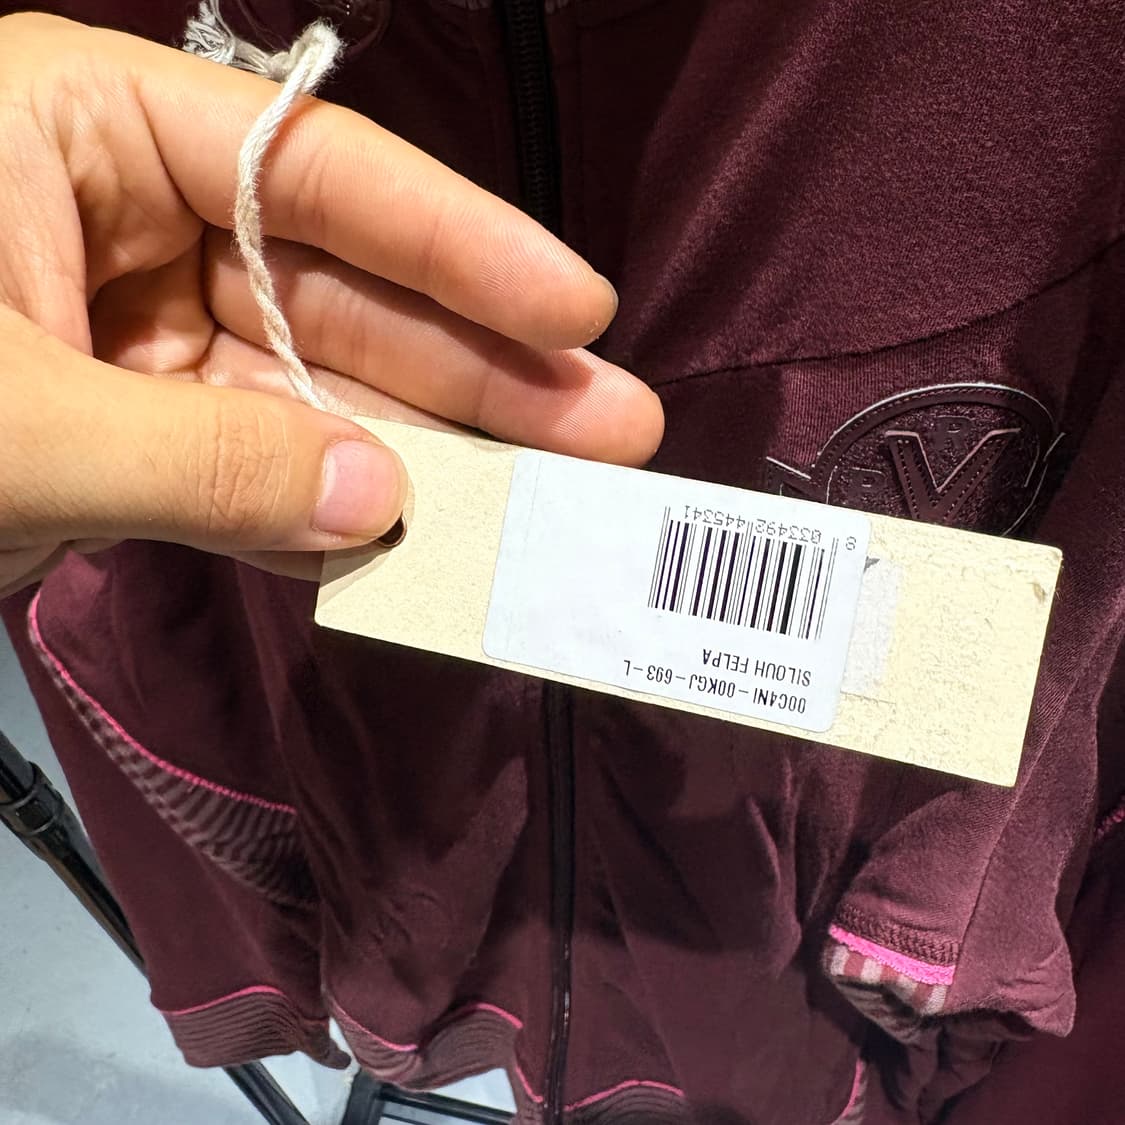 00C4NI - 00KGJ - 693 - L
SILOUH FELPA
8 033492 445341
R
V
P